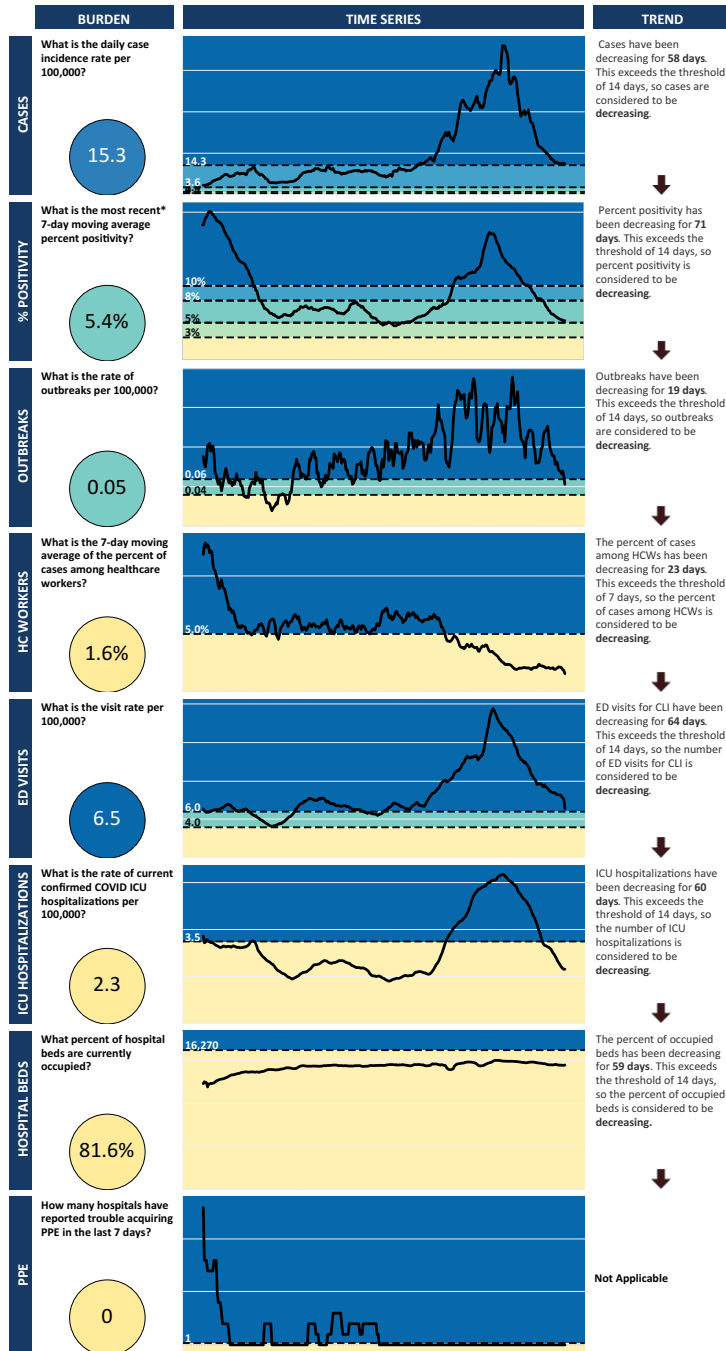 BURDEN
TIME SERIES
TREND
CASES
What is the daily case
incidence rate per
100,000?
15.3
14.3
3.6
Cases have been
decreasing for 58 days.
This exceeds the threshold
of 14 days, so cases are
considered to be
decreasing.
% POSITIVITY
What is the most recent*
7-day moving average
percent positivity?
5.4%
10%
8%
5%
3%
Percent positivity has
been decreasing for 71
days. This exceeds the
threshold of 14 days, so
percent positivity is
considered to be
decreasing.
OUTBREAKS
What is the rate of
outbreaks per 100,000?
0.05
0.06
0.04
Outbreaks have been
decreasing for 19 days.
This exceeds the threshold
of 14 days, so outbreaks
are considered to be
decreasing.
HC WORKERS
What is the 7-day moving
average of the percent of
cases among healthcare
workers?
1.6%
5.0%
The percent of cases
among HCWs has been
decreasing for 23 days.
This exceeds the threshold
of 7 days, so the percent
of cases among HCWs is
considered to be
decreasing.
ED VISITS
What is the visit rate per
100,000?
6.5
6.0
4.0
ED visits for CLI have been
decreasing for 64 days.
This exceeds the threshold
of 14 days, so the number
of ED visits for CLI is
considered to be
decreasing.
ICU HOSPITALIZATIONS
What is the rate of current
confirmed COVID ICU
hospitalizations per
100,000?
2.3
3.5
ICU hospitalizations have
been decreasing for 60
days. This exceeds the
threshold of 14 days, so
the number of ICU
hospitalizations is
considered to be
decreasing.
HOSPITAL BEDS
What percent of hospital
beds are currently
occupied?
81.6%
16,270
The percent of occupied
beds has been decreasing
for 59 days. This exceeds
the threshold of 14 days,
so the percent of occupied
beds is considered to be
decreasing.
PPE
How many hospitals have
reported trouble acquiring
PPE in the last 7 days?
0
1
Not Applicable